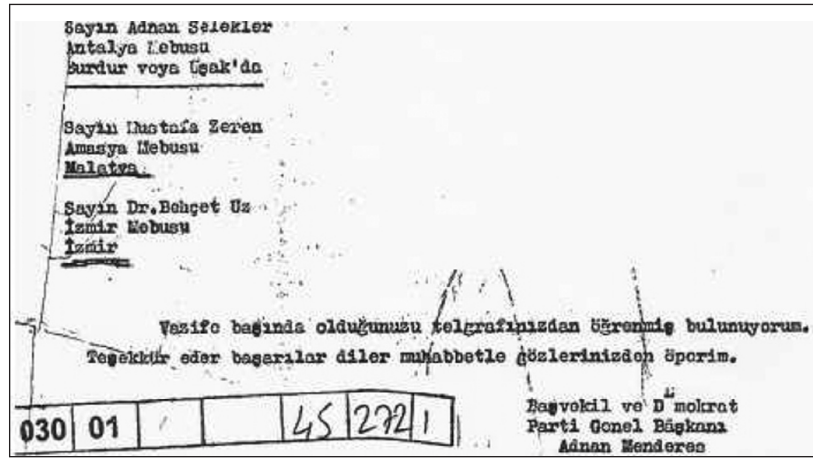 Sayın Adnan Selekler
Antalya Mebusu
Burdur veya Uşak'da
Sayın Mustafa Zeren
Amasya Mebusu
Malatya
Sayın Dr.Behçet Uz
İzmir Mebusu
İzmir
Vazife başında olduğunuzu telgrafınızdan öğrenmiş bulunuyorum.
Teşekkür eder başarılar diler muhabbetle gözlerinizden öperim.
Başvekil ve Demokrat
Parti Genel Başkanı
Adnan Menderes
030 01 45 272 1